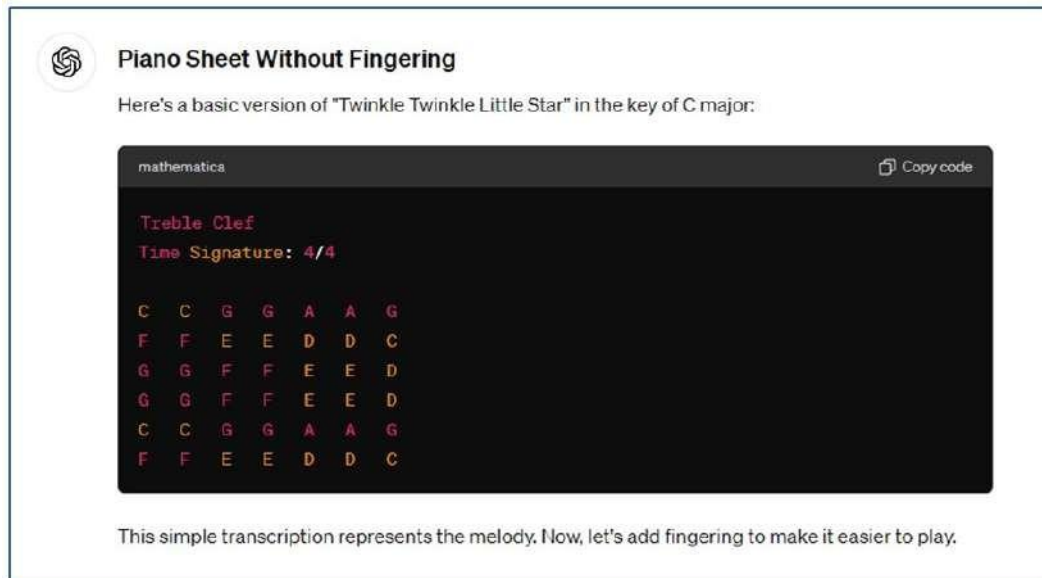 Piano Sheet Without Fingering
Here's a basic version of "Twinkle Twinkle Little Star" in the key of C major:
mathematica Copy code
Treble Clef
Time Signature: 4/4
C C G G A A G
F F E E D D C
G G F F E E D
G G F F E E D
C C G G A A G
F F E E D D C
This simple transcription represents the melody. Now, let's add fingering to make it easier to play.